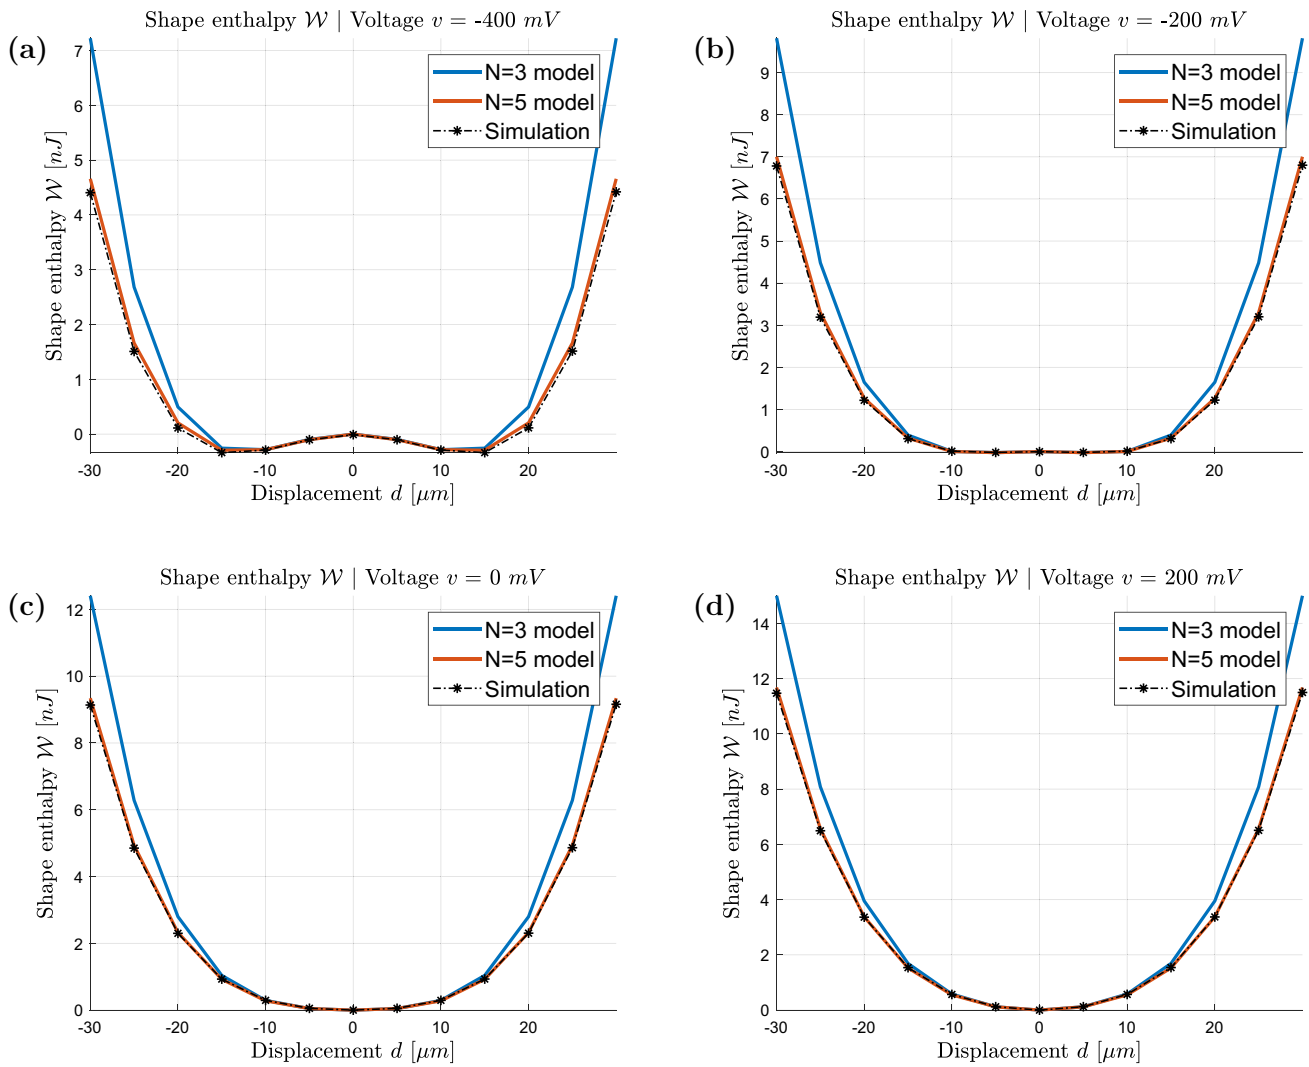 Shape enthalpy 𝒲 | Voltage v = -400 mV
(a)
7
6
5
4
3
2
1
0
Shape enthalpy 𝒲 [nJ]
N=3 model
N=5 model
Simulation
-30
-20
-10
0
10
20
Displacement d [μm]
Shape enthalpy 𝒲 | Voltage v = -200 mV
(b)
9
8
7
6
5
4
3
2
1
0
Shape enthalpy 𝒲 [nJ]
N=3 model
N=5 model
Simulation
-30
-20
-10
0
10
20
Displacement d [μm]
Shape enthalpy 𝒲 | Voltage v = 0 mV
(c)
12
10
8
6
4
2
0
Shape enthalpy 𝒲 [nJ]
N=3 model
N=5 model
Simulation
-30
-20
-10
0
10
20
Displacement d [μm]
Shape enthalpy 𝒲 | Voltage v = 200 mV
(d)
14
12
10
8
6
4
2
0
Shape enthalpy 𝒲 [nJ]
N=3 model
N=5 model
Simulation
-30
-20
-10
0
10
20
Displacement d [μm]